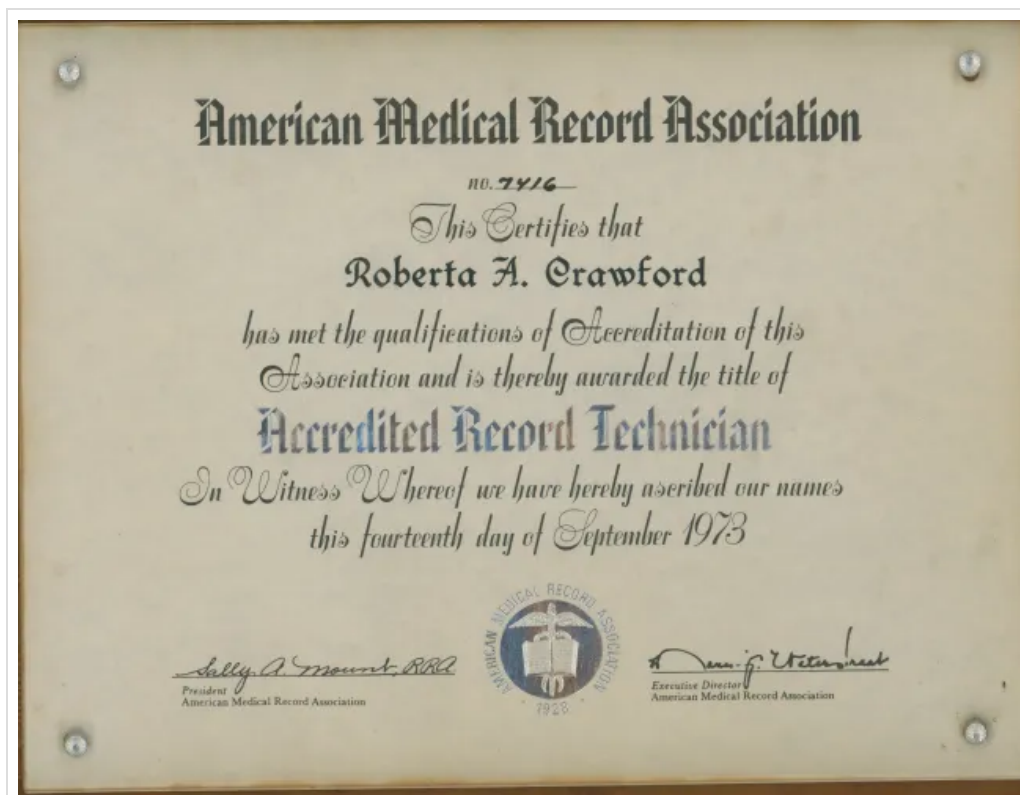 American Medical Record Association
no. 7416
This Certifies that
Roberta A. Crawford
has met the qualifications of Accreditation of this
Association and is thereby awarded the title of
Accredited Record Technician
In Witness Whereof we have hereby ascribed our names
this fourteenth day of September 1973
AMERICAN MEDICAL RECORD ASSOCIATION
1928
Sally A. Mount, RRA
President
American Medical Record Association
Executive Director
American Medical Record Association